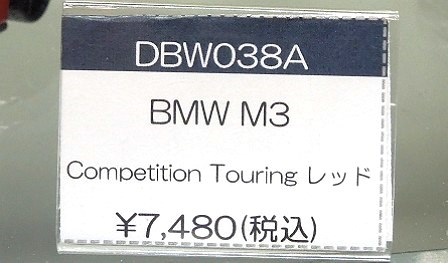 DBW038A
BMW M3
Competition Touring レッド
¥7,480(税込)